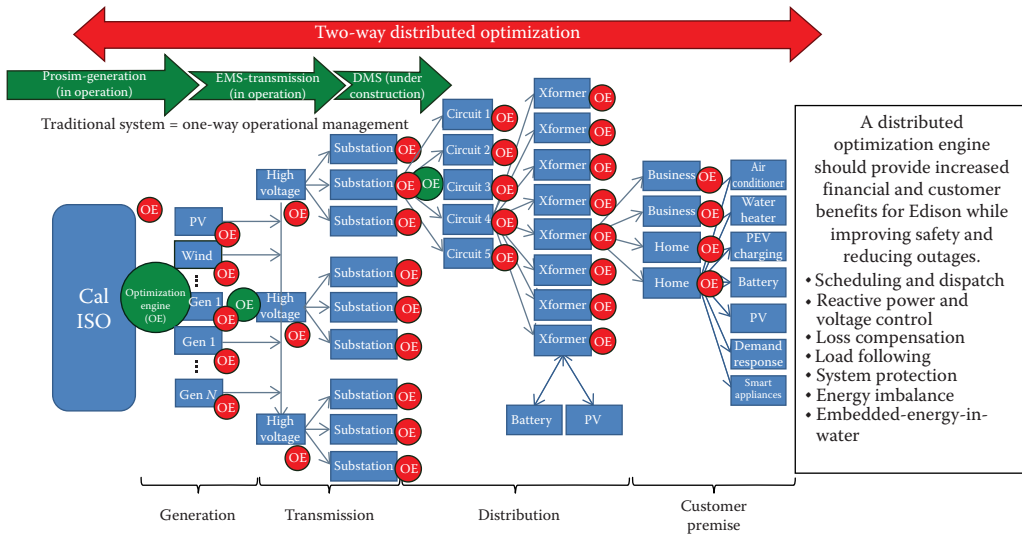 Two-way distributed optimization
Prosim-generation
(in operation)
EMS-transmission
(in operation)
DMS (under
construction)
Traditional system = one-way operational management
Cal
ISO
OE
Optimization
engine
(OE)
PV
OE
Wind
OE
Gen 1
OE
OE
Gen 1
OE
Gen N
OE
High
voltage
OE
High
voltage
OE
High
voltage
OE
Substation
OE
Substation
OE
OE
Substation
OE
Substation
OE
Substation
OE
Substation
OE
Substation
OE
Substation
OE
Substation
OE
Circuit 1
OE
Circuit 2
OE
Circuit 3
OE
Circuit 4
OE
Circuit 5
OE
Xformer
OE
Xformer
OE
Xformer
OE
Xformer
OE
Xformer
OE
Xformer
OE
Xformer
OE
Xformer
OE
Battery
PV
Business
OE
Business
OE
Home
OE
Home
OE
Air
conditioner
Water
heater
PEV
charging
Battery
PV
Demand
response
Smart
appliances
Generation
Transmission
Distribution
Customer
premise
A distributed
optimization engine
should provide increased
financial and customer
benefits for Edison while
improving safety and
reducing outages.
• Scheduling and dispatch
• Reactive power and
voltage control
• Loss compensation
• Load following
• System protection
• Energy imbalance
• Embedded-energy-in-
water